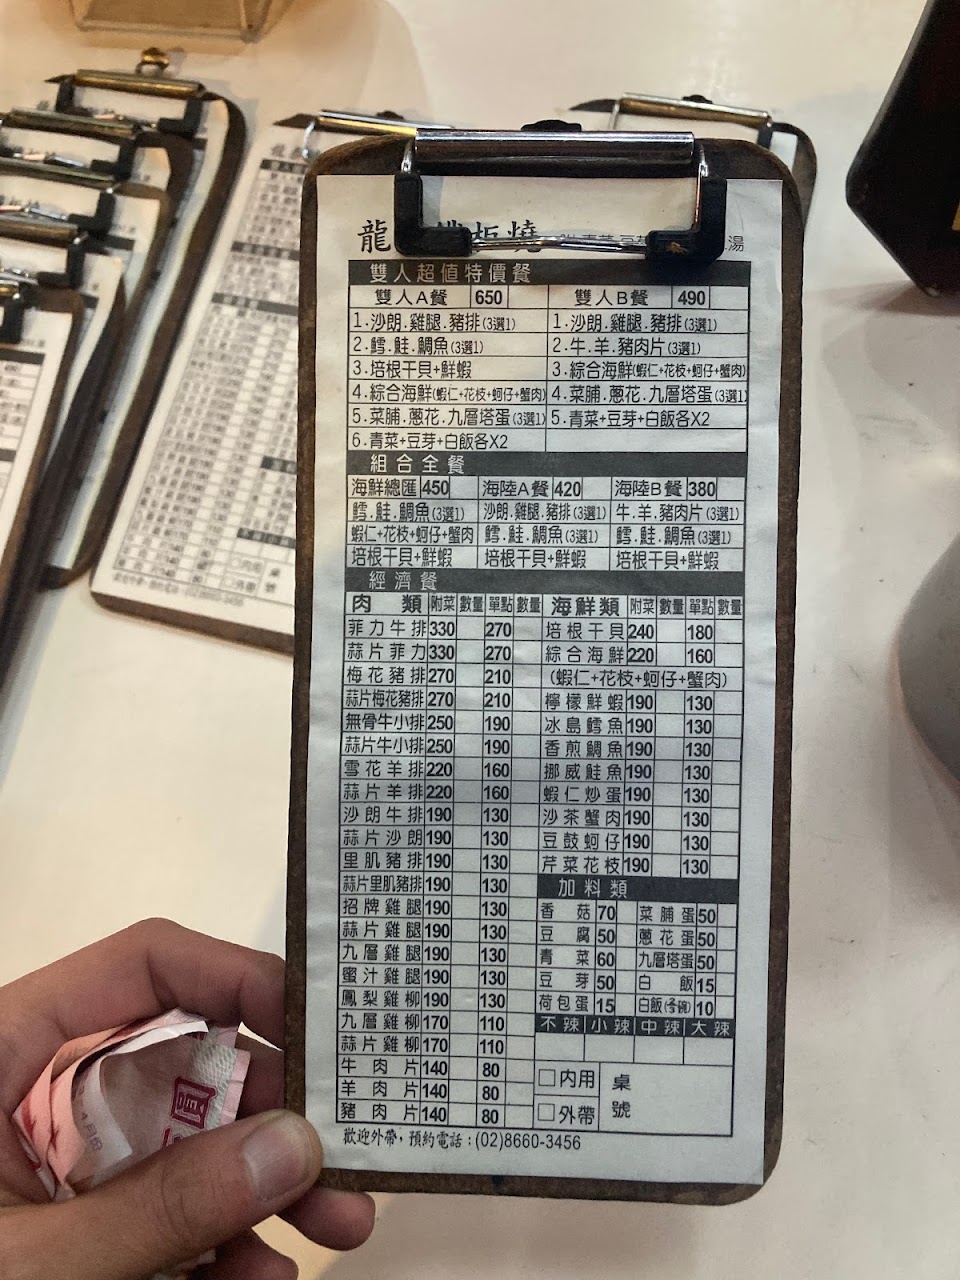 龍 板燒 湯
雙人超值特價餐
雙人A餐 650 雙人B餐 490
1.沙朗.雞腿.豬排(3選1) 1.沙朗.雞腿.豬排(3選1)
2.鱈.鮭.鯛魚(3選1) 2.牛.羊.豬肉片(3選1)
3.培根干貝+鮮蝦 3.綜合海鮮(蝦仁+花枝+蚵仔+蟹肉)
4.綜合海鮮(蝦仁+花枝+蚵仔+蟹肉) 4.菜脯.蔥花.九層塔蛋(3選1)
5.菜脯.蔥花.九層塔蛋(3選1) 5.青菜+豆芽+白飯各X2
6.青菜+豆芽+白飯各X2
組合全餐
海鮮總匯 450 海陸A餐 420 海陸B餐 380
鱈.鮭.鯛魚(3選1) 沙朗.雞腿.豬排(3選1) 牛.羊.豬肉片(3選1)
蝦仁+花枝+蚵仔+蟹肉 鱈.鮭.鯛魚(3選1) 鱈.鮭.鯛魚(3選1)
培根干貝+鮮蝦 培根干貝+鮮蝦 培根干貝+鮮蝦
經濟餐
肉類 附菜 數量 單點 數量 海鮮類 附菜 數量 單點 數量
菲力牛排 330 270 培根干貝 240 180
蒜片菲力 330 270 綜合海鮮 220 160
梅花豬排 270 210 (蝦仁+花枝+蚵仔+蟹肉)
蒜片梅花豬排 270 210 檸檬鮮蝦 190 130
無骨牛小排 250 190 冰島鱈魚 190 130
蒜片牛小排 250 190 香煎鯛魚 190 130
雪花羊排 220 160 挪威鮭魚 190 130
蒜片羊排 220 160 蝦仁炒蛋 190 130
沙朗牛排 190 130 沙茶蟹肉 190 130
蒜片沙朗 190 130 豆鼓蚵仔 190 130
里肌豬排 190 130 芹菜花枝 190 130
蒜片里肌豬排 190 130 加料類
招牌雞腿 190 130 香菇 70 菜脯蛋 50
蒜片雞腿 190 130 豆腐 50 蔥花蛋 50
九層雞腿 190 130 青菜 60 九層塔蛋 50
蜜汁雞腿 190 130 豆芽 50 白飯 15
鳳梨雞柳 190 130 荷包蛋 15 白飯(半碗) 10
九層雞柳 170 110 不辣 小辣 中辣 大辣
蒜片雞柳 170 110
牛肉片 140 80 □內用 桌
羊肉片 140 80 號
豬肉片 140 80 □外帶
歡迎外帶，預約電話：(02)8660-3456
圓